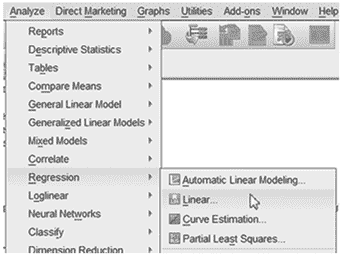 Analyze Direct Marketing Graphs Utilities Add-ons Window Help
Reports
Descriptive Statistics
Tables
Compare Means
General Linear Model
Generalized Linear Models
Mixed Models
Correlate
Regression
Loglinear
Neural Networks
Classify
Dimension Reduction
Automatic Linear Modeling...
Linear...
Curve Estimation...
Partial Least Squares...